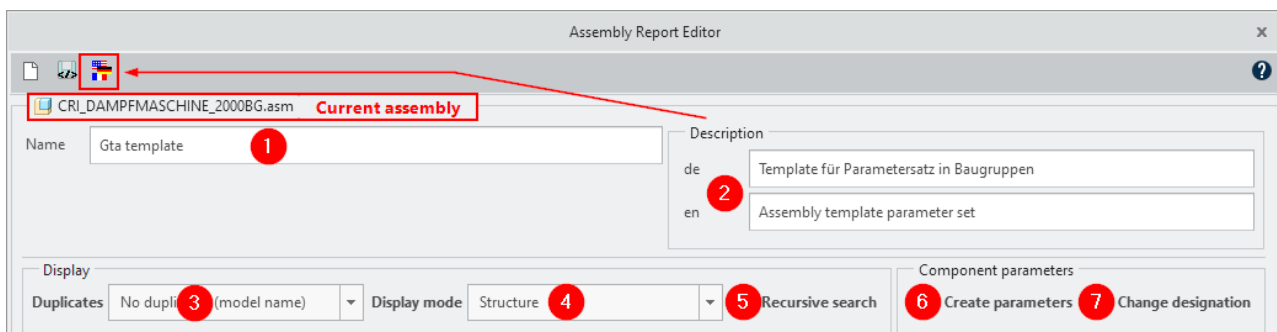 Assembly Report Editor
CRI_DAMPFMASCHINE_2000BG.asm Current assembly
Name Gta template 1
Description
de Template für Parametersatz in Baugruppen
2
en Assembly template parameter set
Display
Component parameters
Duplicates No dupli 3 (model name) Display mode Structure 4 5 Recursive search 6 Create parameters 7 Change designation